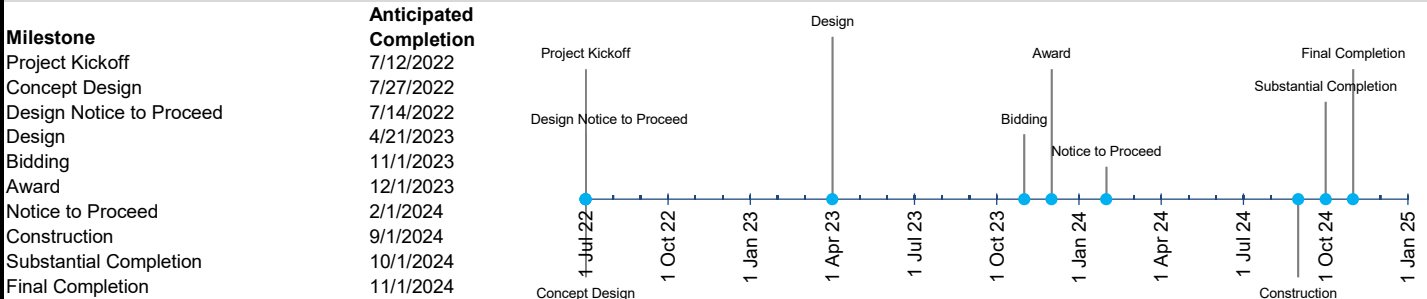 Milestone Anticipated Completion
Project Kickoff 7/12/2022
Concept Design 7/27/2022
Design Notice to Proceed 7/14/2022
Design 4/21/2023
Bidding 11/1/2023
Award 12/1/2023
Notice to Proceed 2/1/2024
Construction 9/1/2024
Substantial Completion 10/1/2024
Final Completion 11/1/2024
Design
Project Kickoff
Award
Final Completion
Substantial Completion
Design Notice to Proceed
Bidding
Notice to Proceed
1 Jul 22
1 Oct 22
1 Jan 23
1 Apr 23
1 Jul 23
1 Oct 23
1 Jan 24
1 Apr 24
1 Jul 24
1 Oct 24
1 Jan 25
Concept Design
Construction